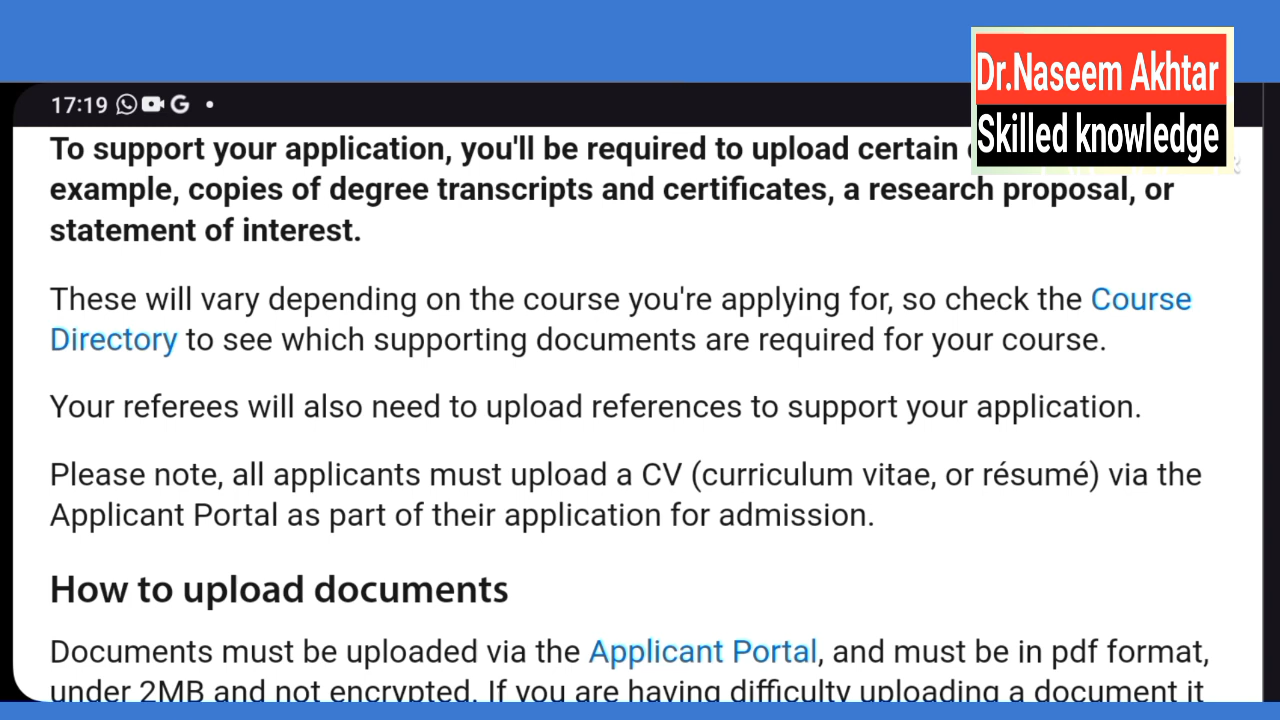 Dr.Naseem Akhtar
Skilled knowledge
17:19
To support your application, you'll be required to upload certain
example, copies of degree transcripts and certificates, a research proposal, or
statement of interest.
These will vary depending on the course you're applying for, so check the Course
Directory to see which supporting documents are required for your course.
Your referees will also need to upload references to support your application.
Please note, all applicants must upload a CV (curriculum vitae, or résumé) via the
Applicant Portal as part of their application for admission.
How to upload documents
Documents must be uploaded via the Applicant Portal, and must be in pdf format,
under 2MB and not encrypted. If you are having difficulty uploading a document it